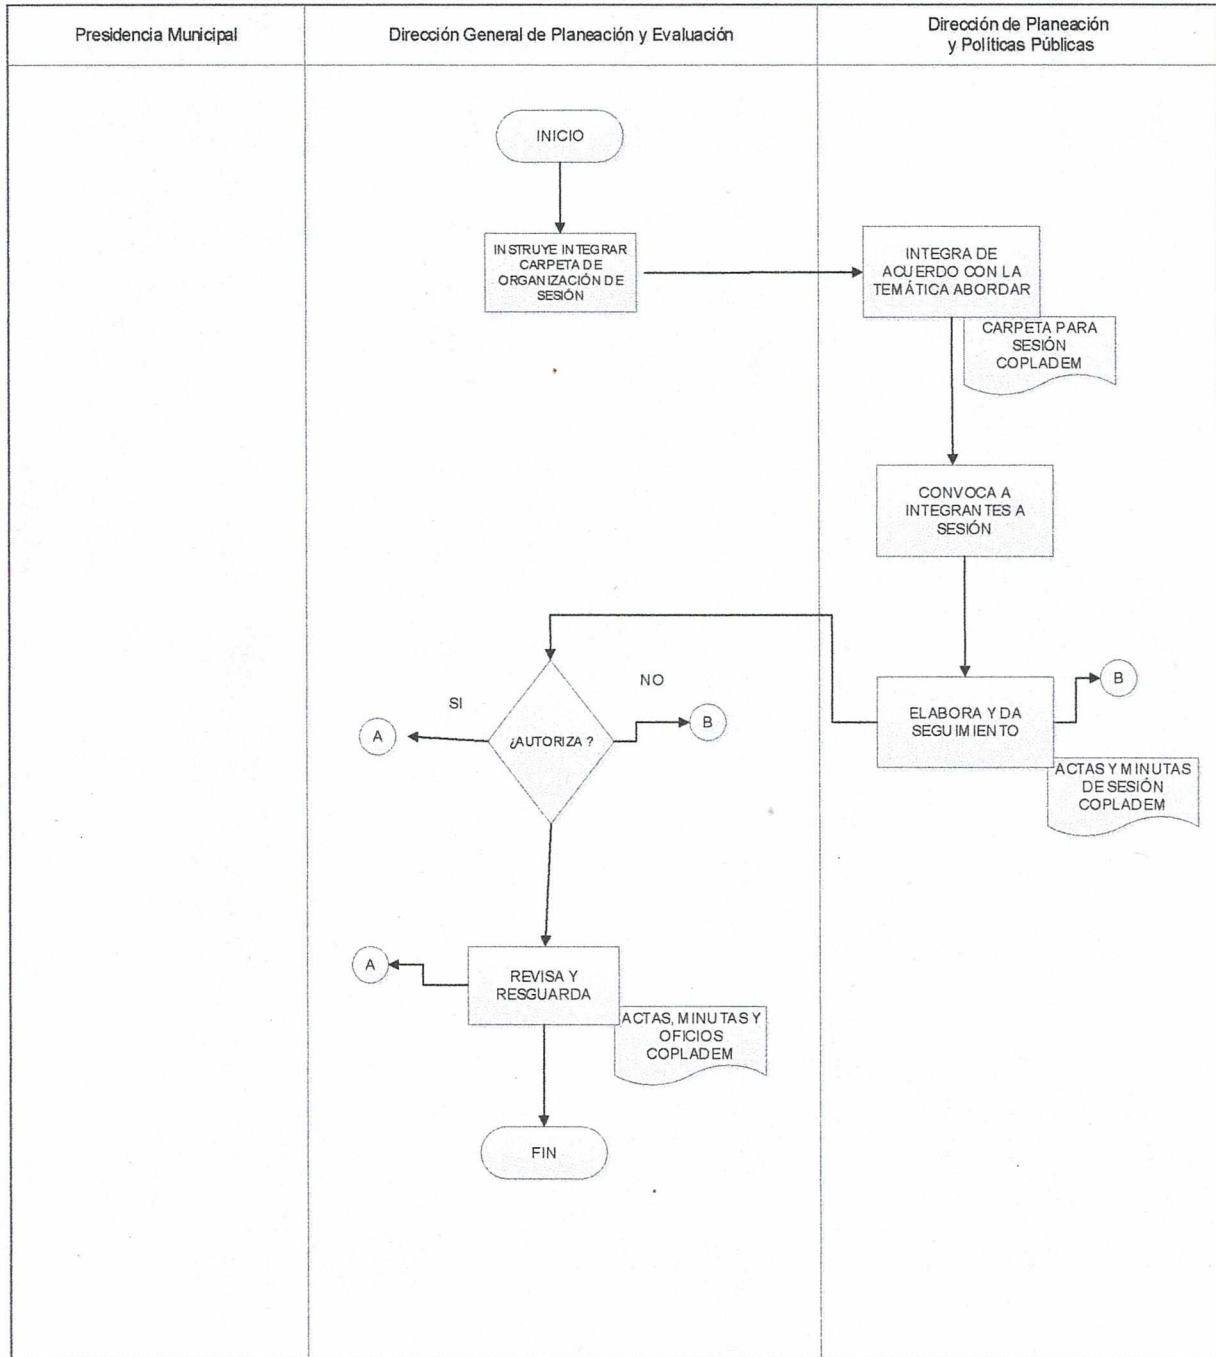 Presidencia Municipal
Dirección General de Planeación y Evaluación
Dirección de Planeación
y Políticas Públicas
INICIO
INSTRUYE INTEGRAR
CARPETA DE
ORGANIZACIÓN DE
SESIÓN
INTEGRA DE
ACUERDO CON LA
TEMÁTICA ABORDAR
CARPETA PARA
SESIÓN
COPLADEM
CONVOCA A
INTEGRANTES A
SESIÓN
ELABORA Y DA
SEGUIMIENTO
B
ACTAS Y MINUTAS
DE SESIÓN
COPLADEM
¿AUTORIZA ?
SI
A
NO
B
REVISA Y
RESGUARDA
A
ACTAS, MINUTAS Y
OFICIOS
COPLADEM
FIN